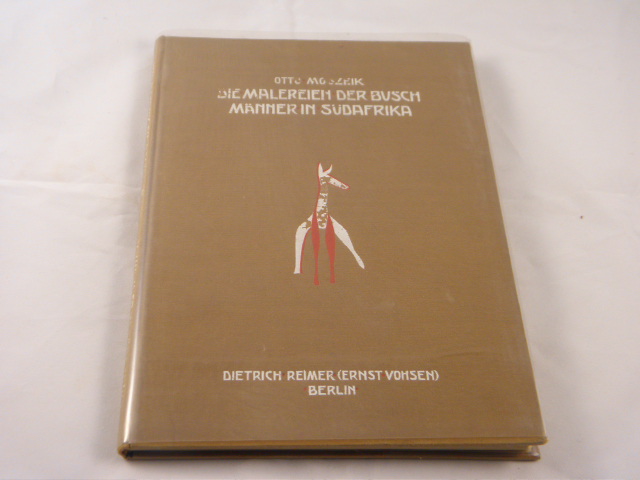 OTTO MOSZEIK
DIE MALEREIEN DER BUSCH
MÄNNER IN SÜDAFRIKA
DIETRICH REIMER (ERNST VOHSEN)
BERLIN